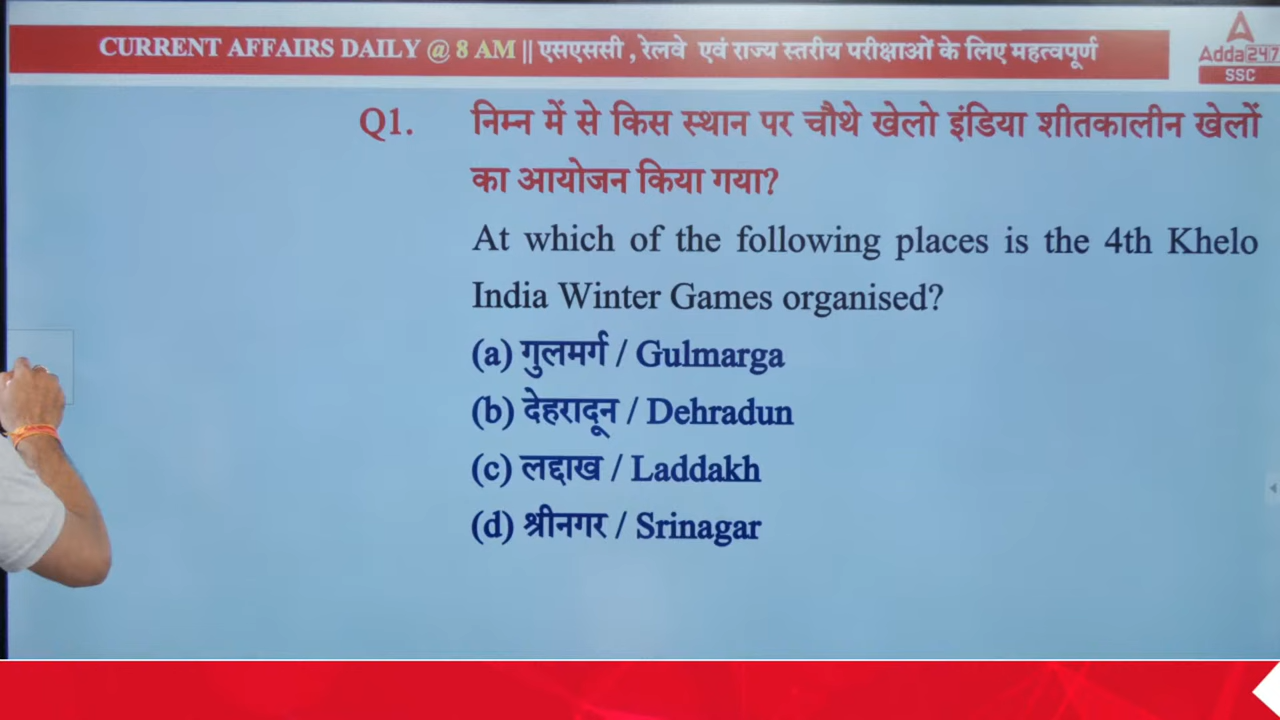 CURRENT AFFAIRS DAILY @ 8 AM || एसएससी , रेलवे एवं राज्य स्तरीय परीक्षाओं के लिए महत्वपूर्ण
Adda247
SSC
Q1. निम्न में से किस स्थान पर चौथे खेलो इंडिया शीतकालीन खेलों
का आयोजन किया गया?
At which of the following places is the 4th Khelo
India Winter Games organised?
(a) गुलमर्ग / Gulmarga
(b) देहरादून / Dehradun
(c) लद्दाख / Laddakh
(d) श्रीनगर / Srinagar